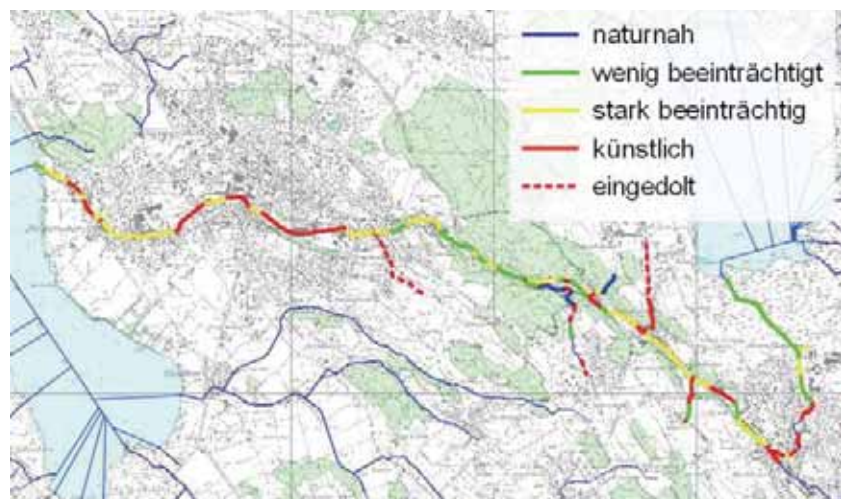 naturnah
wenig beeinträchtigt
stark beeinträchtig
künstlich
eingedolt